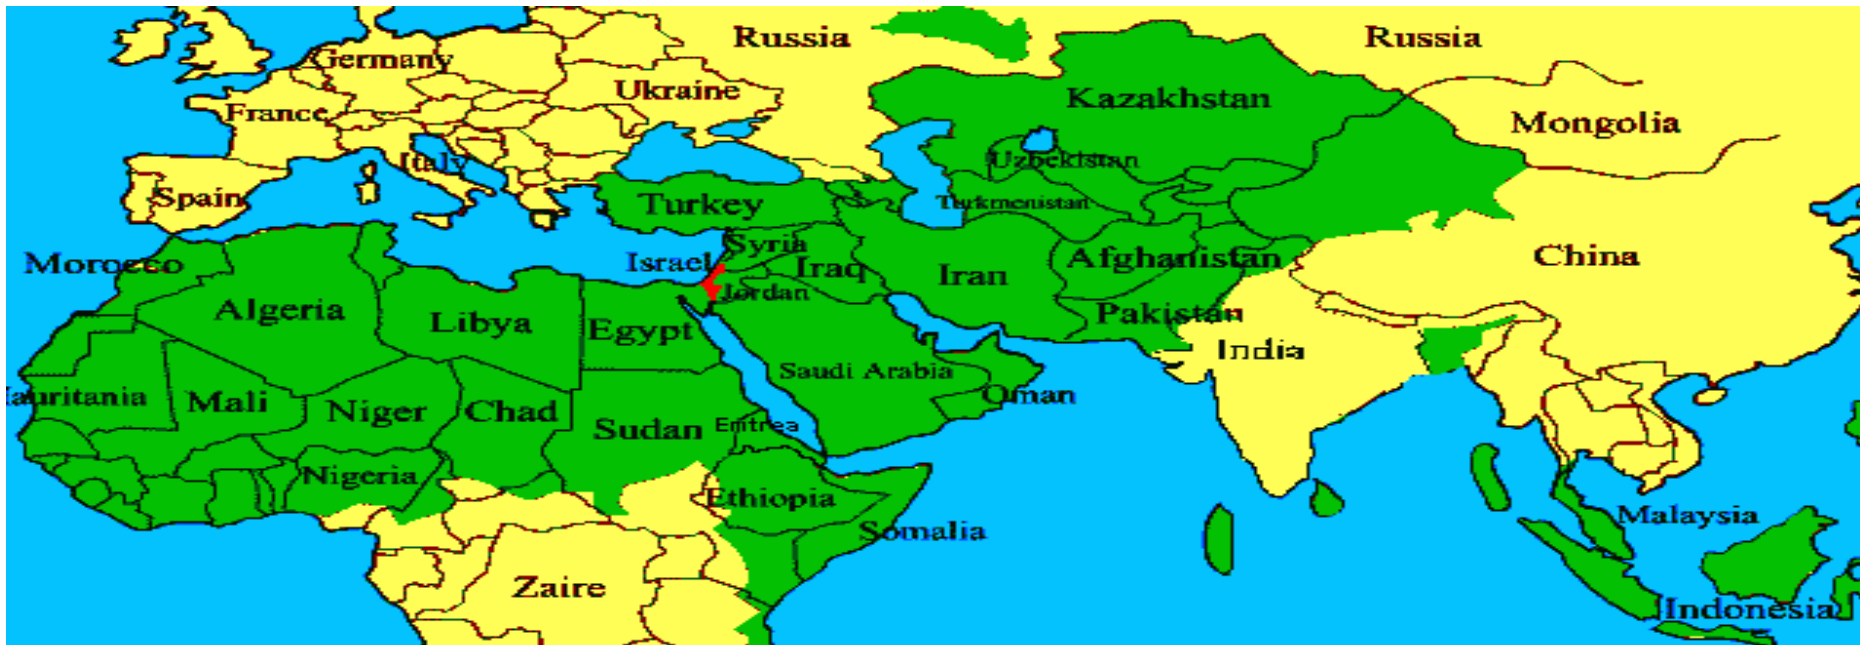 Russia
Russia
Germany
Ukraine
Kazakhstan
France
Mongolia
Italy
Uzbekistan
Spain
Turkey
Turkmenistan
Syria
Morocco
Israel
Iraq
Iran
Afghanistan
China
Jordan
Algeria
Libya
Egypt
Pakistan
India
Saudi Arabia
Oman
auritania
Mali
Niger
Chad
Sudan
Eritrea
Nigeria
Ethiopia
Somalia
Malaysia
Zaire
Indonesia